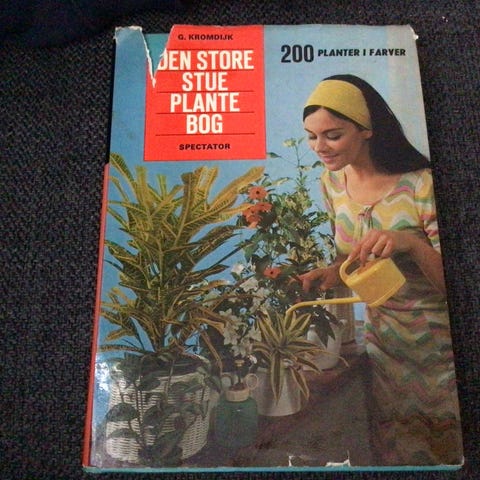 G. KROMDIJK
DEN STORE
STUE
PLANTE
BOG
SPECTATOR
200 PLANTER I FARVER